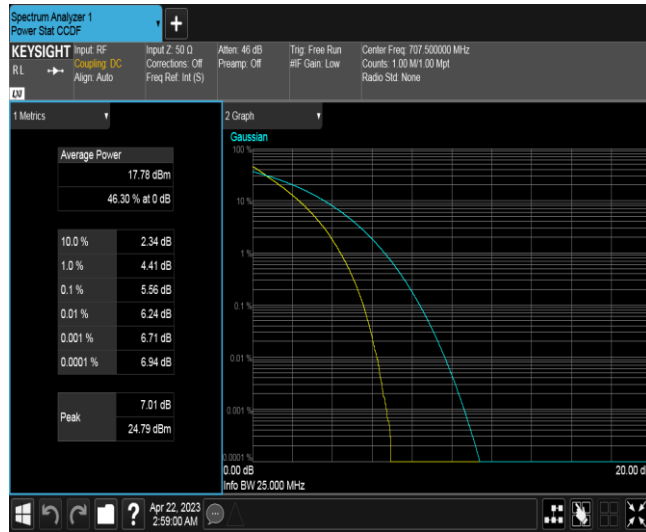 Spectrum Analyzer 1
Power Stat CCDF
+
KEYSIGHT Input: RF Input Z: 50 Ω Atten: 46 dB Trig: Free Run Center Freq: 707.500000 MHz
RL Coupling: DC Corrections: Off Preamp: Off #IF Gain: Low Counts: 1.00 M/1.00 Mpt
Align: Auto Freq Ref: Int (S) Radio Std: None
LXI
1 Metrics 2 Graph
Gaussian
Average Power
17.78 dBm
46.30 % at 0 dB
10.0 % 2.34 dB
1.0 % 4.41 dB
0.1 % 5.56 dB
0.01 % 6.24 dB
0.001 % 6.71 dB
0.0001 % 6.94 dB
Peak 7.01 dB
24.79 dBm
100 %
10 %
1 %
0.1 %
0.01 %
0.001 %
0.0001 %
0.00 dB 20.00 d
Info BW 25.000 MHz
? Apr 22, 2023
2:59:00 AM